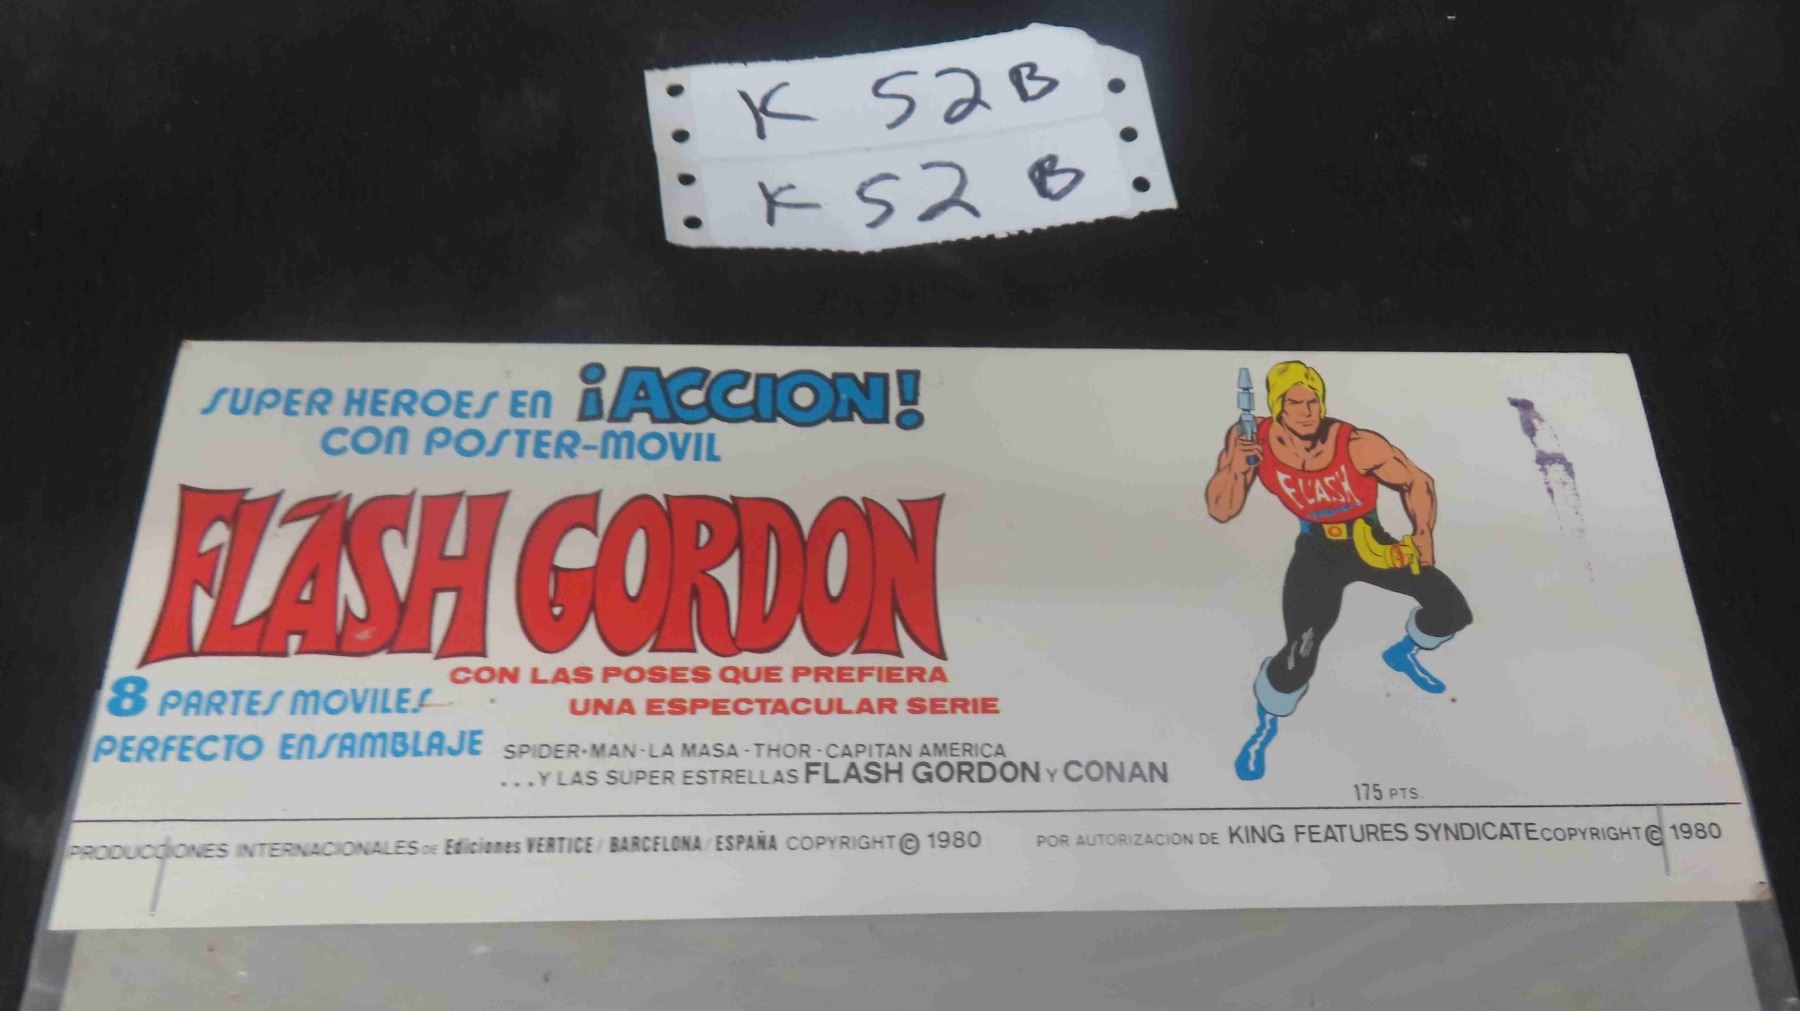 K 52B
K 52 B
SUPER HEROES EN ¡ACCION!
CON POSTER-MOVIL
FLASH GORDON
CON LAS POSES QUE PREFIERA
8 PARTES MOVILES
UNA ESPECTACULAR SERIE
PERFECTO ENSAMBLAJE
SPIDER-MAN-LA MASA-THOR-CAPITAN AMERICA
...Y LAS SUPER ESTRELLAS FLASH GORDON Y CONAN
FLASH
175 PTS.
PRODUCCIONES INTERNACIONALES DE Ediciones VERTICE / BARCELONA / ESPAÑA COPYRIGHT © 1980
POR AUTORIZACION DE KING FEATURES SYNDICATE COPYRIGHT © 1980